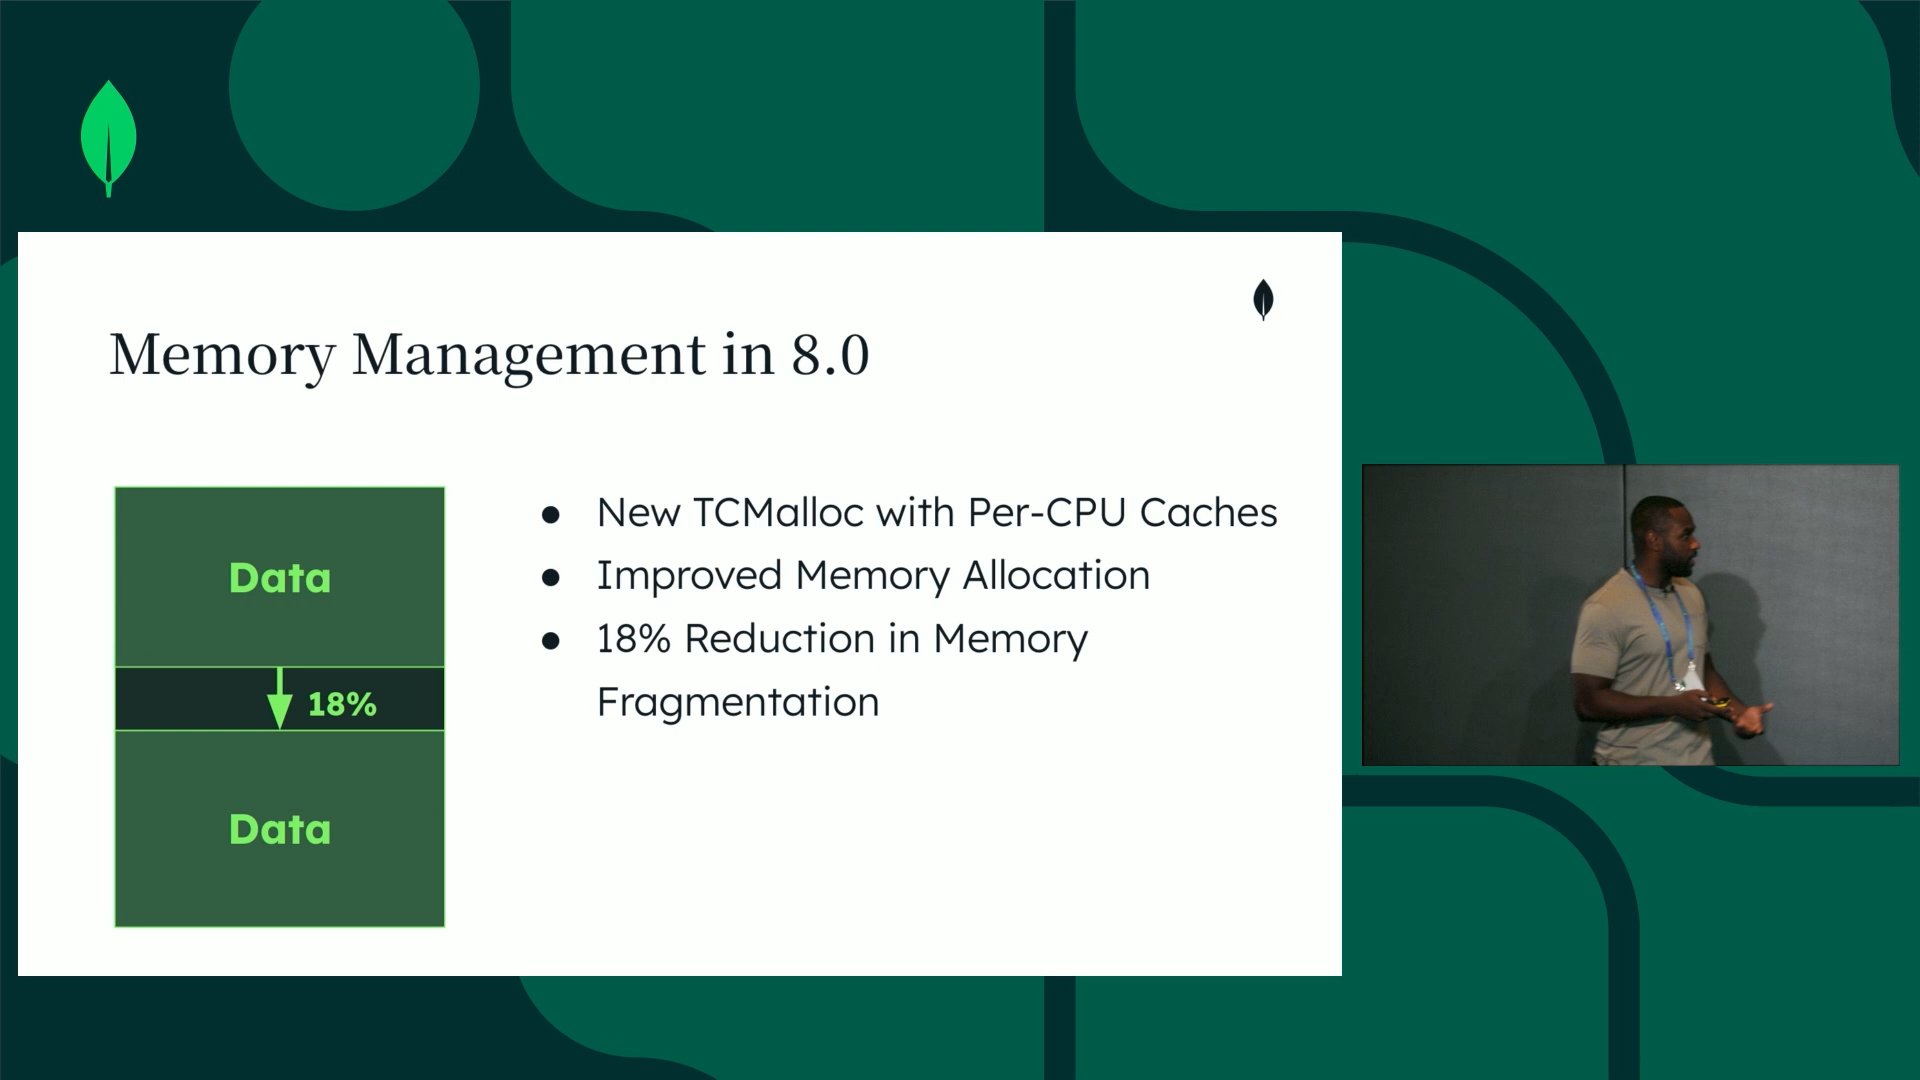 Memory Management in 8.0
Data
18%
Data
● New TCMalloc with Per-CPU Caches
● Improved Memory Allocation
● 18% Reduction in Memory
Fragmentation